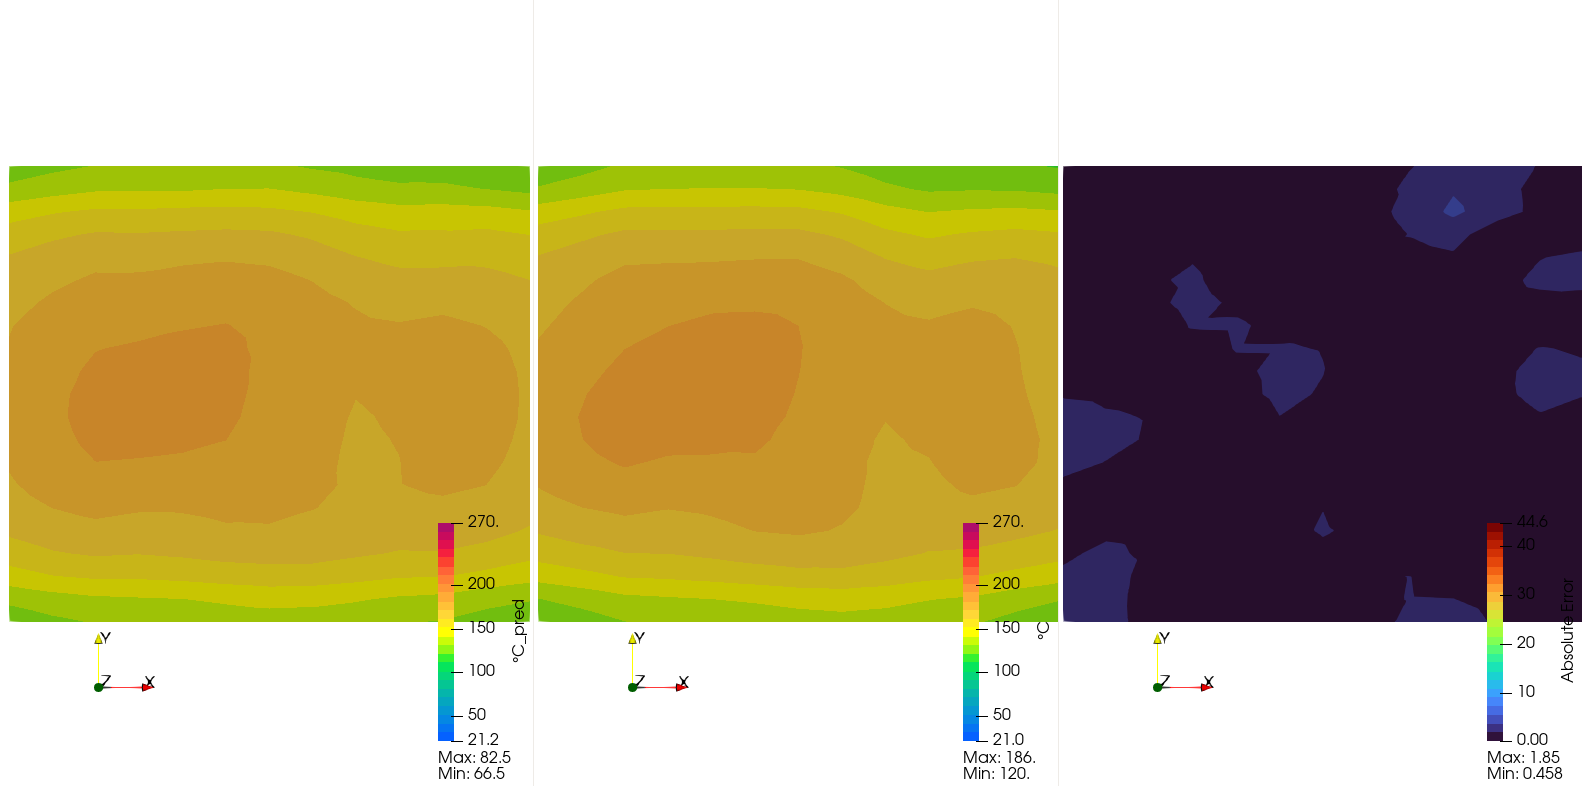 270.
200
150
100
50
21.2
°C_pred
Max: 82.5
Min: 66.5
Y
Z
X
270.
200
150
100
50
21.0
°C
Max: 186.
Min: 120.
Y
Z
X
44.6
40
30
20
10
0.00
Absolute Error
Max: 1.85
Min: 0.458
Y
Z
X